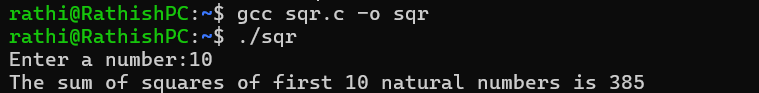 rathi@RathishPC:~$ gcc sqr.c -o sqr
rathi@RathishPC:~$ ./sqr
Enter a number:10
The sum of squares of first 10 natural numbers is 385